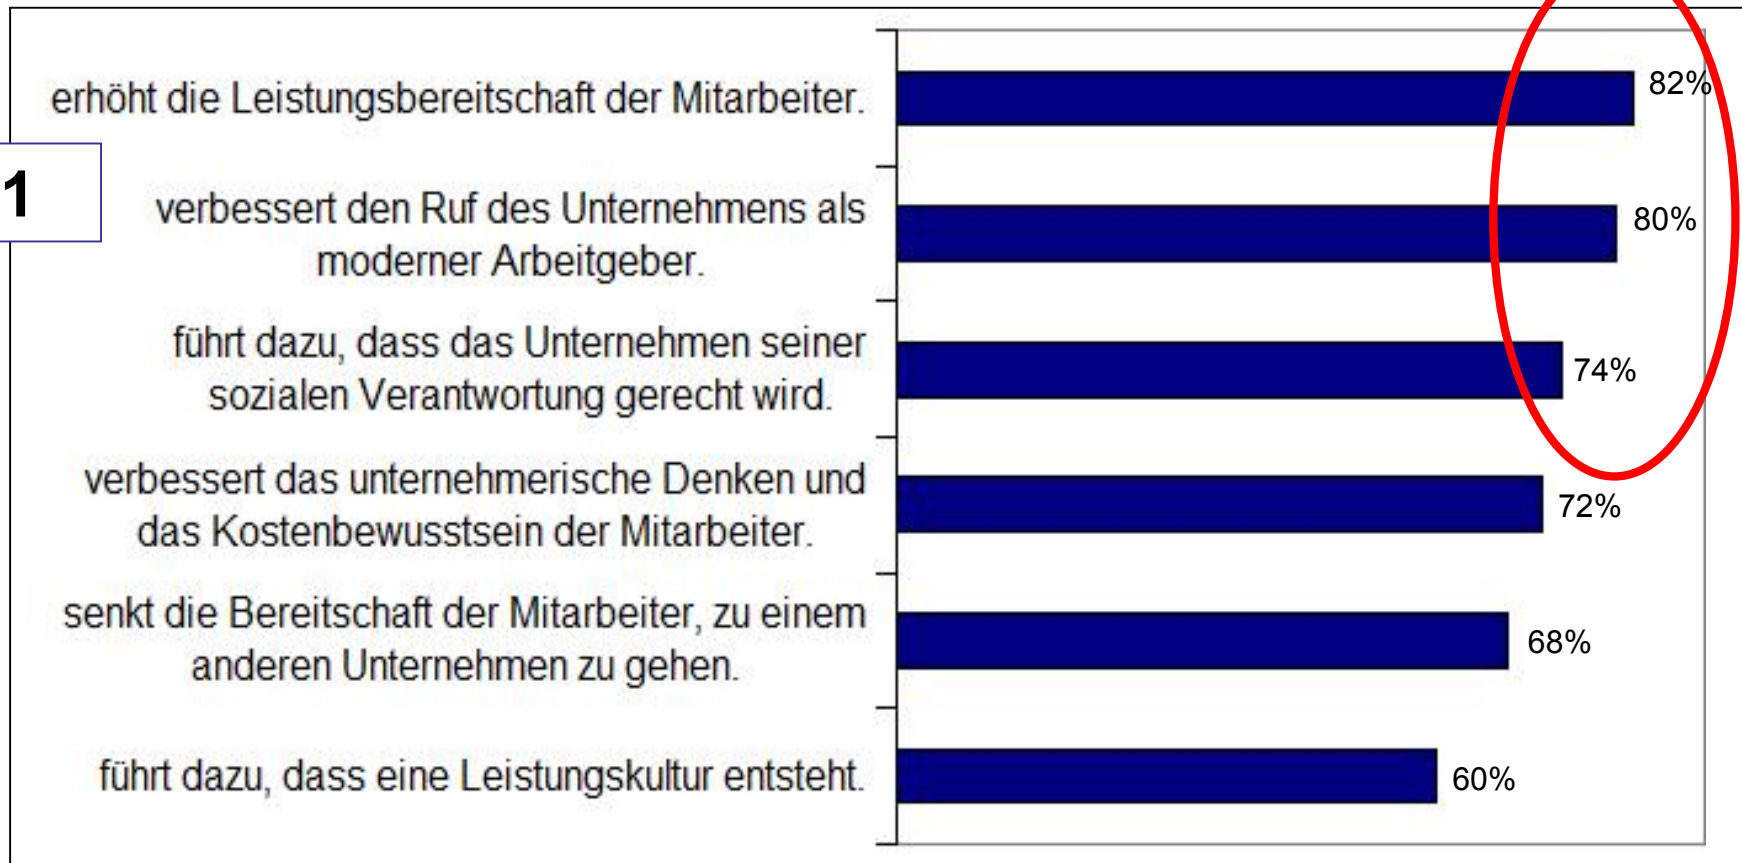 erhöht die Leistungsbereitschaft der Mitarbeiter.
82%
1
verbessert den Ruf des Unternehmens als
moderner Arbeitgeber.
80%
führt dazu, dass das Unternehmen seiner
sozialen Verantwortung gerecht wird.
74%
verbessert das unternehmerische Denken und
das Kostenbewusstsein der Mitarbeiter.
72%
senkt die Bereitschaft der Mitarbeiter, zu einem
anderen Unternehmen zu gehen.
68%
führt dazu, dass eine Leistungskultur entsteht.
60%